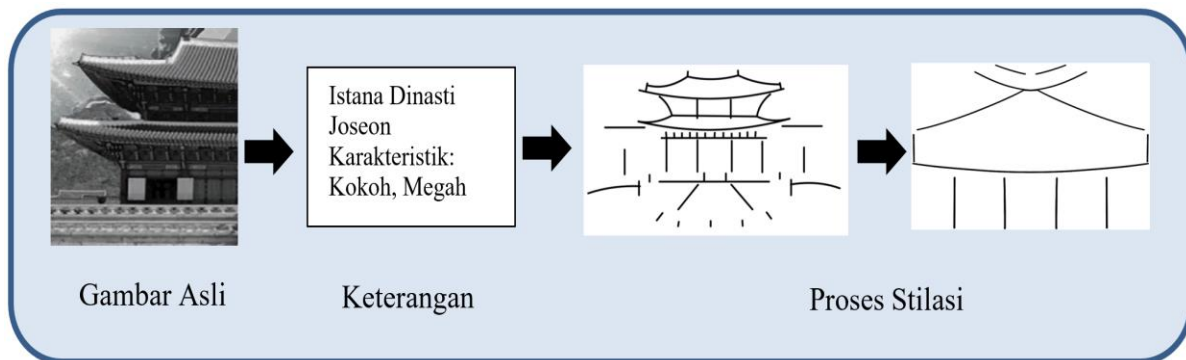 Istana Dinasti
Joseon
Karakteristik:
Kokoh, Megah
Gambar Asli
Keterangan
Proses Stilasi